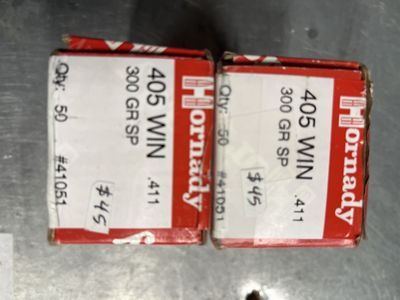 Hornady
405 WIN .411
300 GR SP
Qty: 50 #41051
$45
Hornady
405 WIN .411
300 GR SP
Qty: 50 #41051
$45